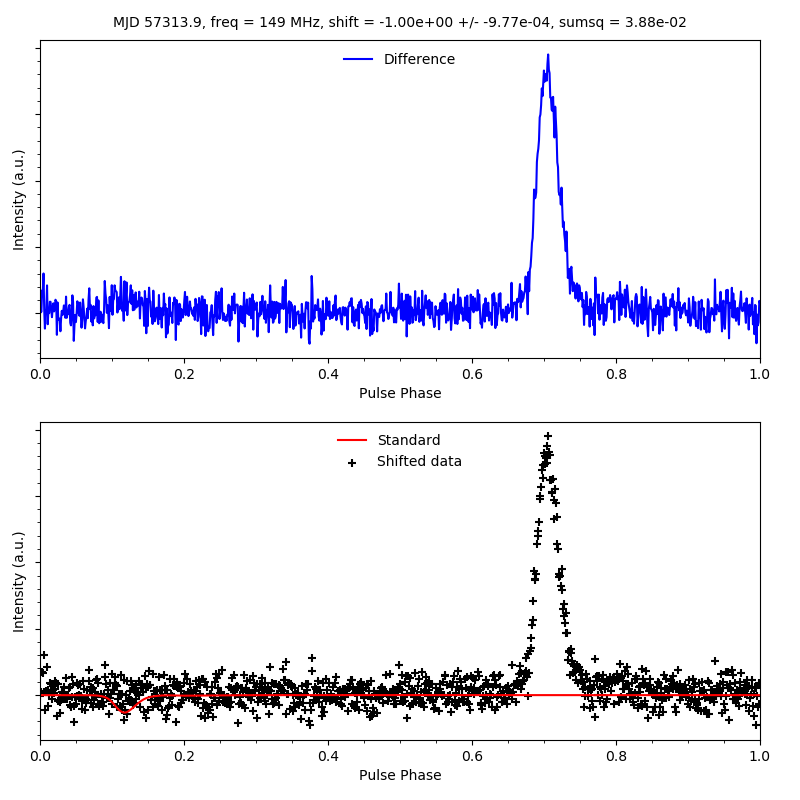 MJD 57313.9, freq = 149 MHz, shift = -1.00e+00 +/- -9.77e-04, sumsq = 3.88e-02
Difference
Intensity (a.u.)
0.0 0.2 0.4 0.6 0.8 1.0
Pulse Phase
Standard
Shifted data
Intensity (a.u.)
0.0 0.2 0.4 0.6 0.8 1.0
Pulse Phase